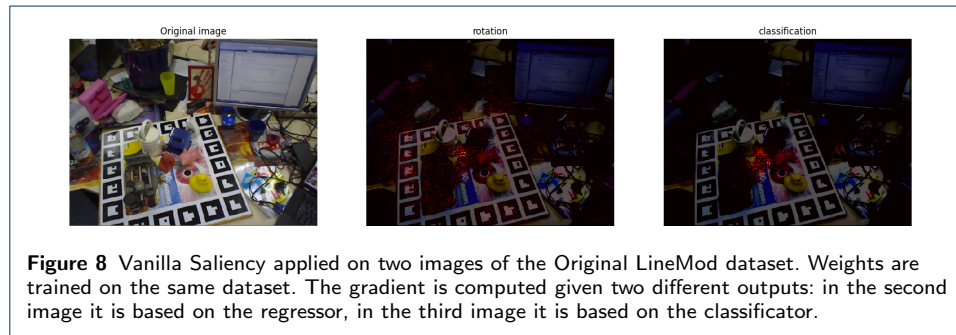 Original image
rotation
classification
Figure 8 Vanilla Saliency applied on two images of the Original LineMod dataset. Weights are
trained on the same dataset. The gradient is computed given two different outputs: in the second
image it is based on the regressor, in the third image it is based on the classificator.